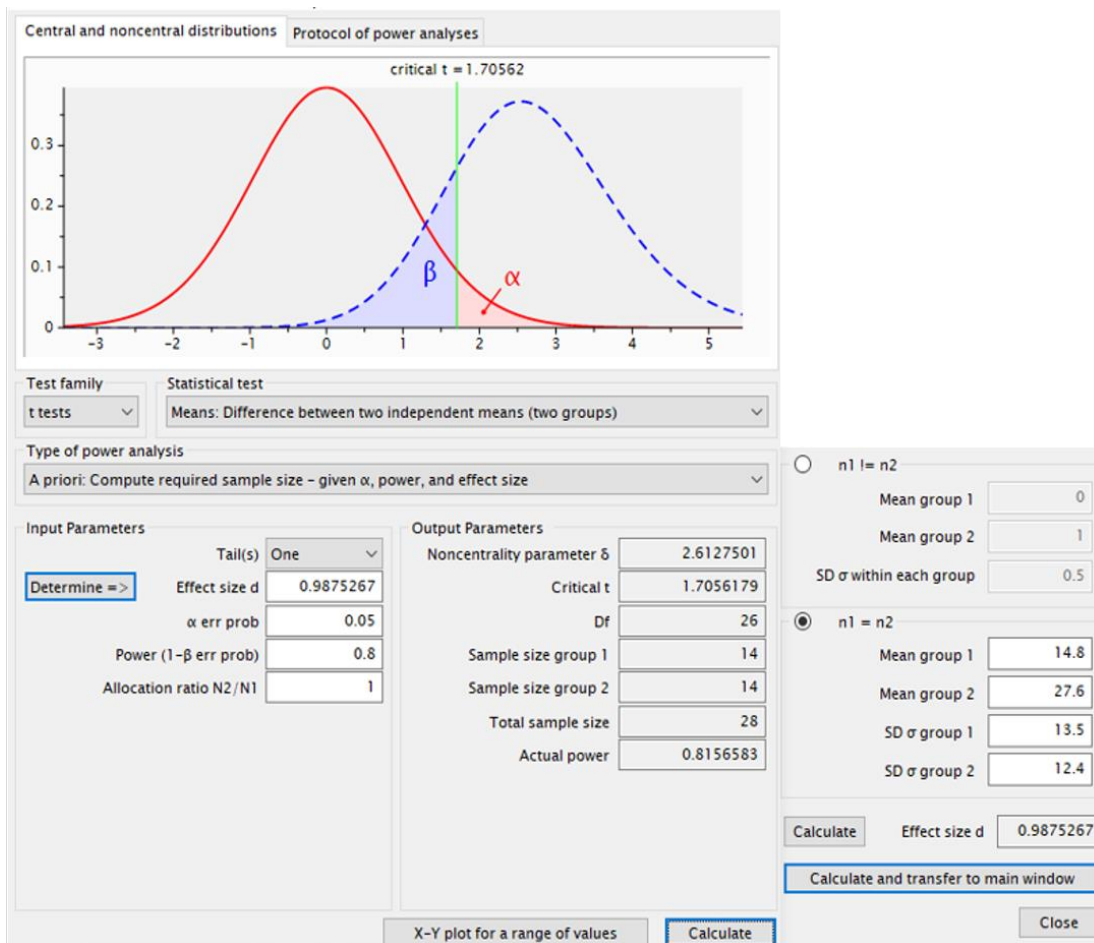 Central and noncentral distributions Protocol of power analyses
critical t = 1.70562
0.3
0.2
0.1
0
β
α
-3 -2 -1 0 1 2 3 4 5
Test family Statistical test
t tests Means: Difference between two independent means (two groups)
Type of power analysis
A priori: Compute required sample size – given α, power, and effect size
Input Parameters
Tail(s) One
Determine => Effect size d 0.9875267
α err prob 0.05
Power (1-β err prob) 0.8
Allocation ratio N2/N1 1
Output Parameters
Noncentrality parameter δ 2.6127501
Critical t 1.7056179
Df 26
Sample size group 1 14
Sample size group 2 14
Total sample size 28
Actual power 0.8156583
X-Y plot for a range of values Calculate
n1 != n2
Mean group 1 0
Mean group 2 1
SD σ within each group 0.5
n1 = n2
Mean group 1 14.8
Mean group 2 27.6
SD σ group 1 13.5
SD σ group 2 12.4
Calculate Effect size d 0.9875267
Calculate and transfer to main window
Close